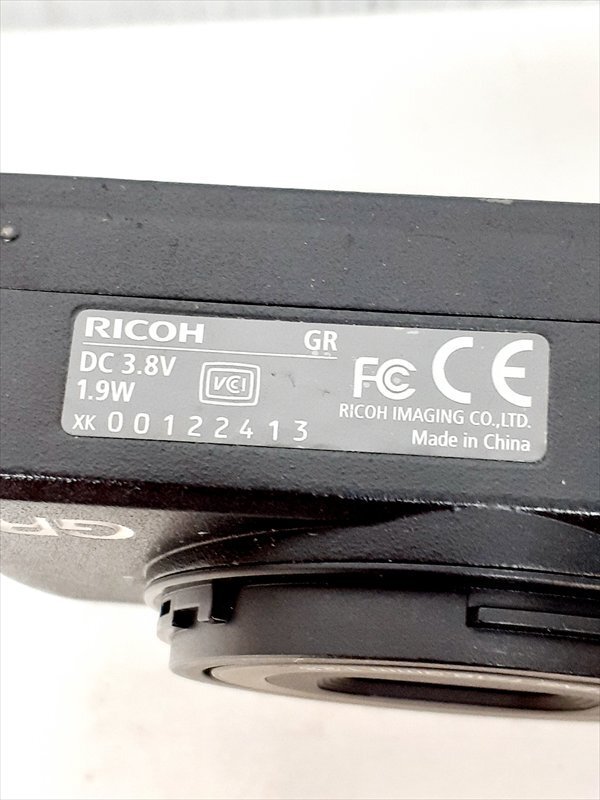 RICOH GR
DC 3.8V
1.9W
VCI
FC CE
RICOH IMAGING CO.,LTD.
XK 00122413
Made in China
GR